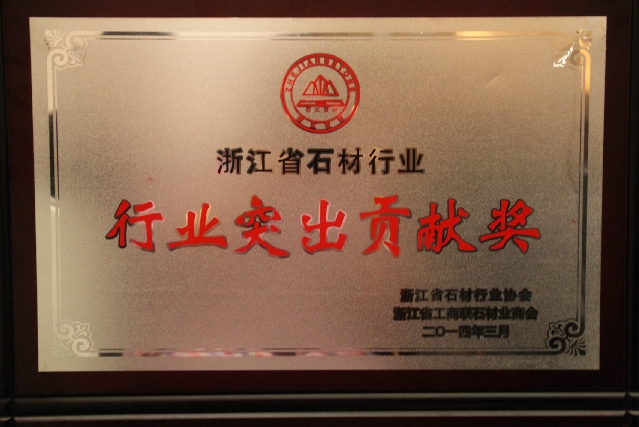 浙江省石材行业
行业突出贡献奖
浙江省石材行业协会
浙江省工商联石材业商会
二〇一四年三月